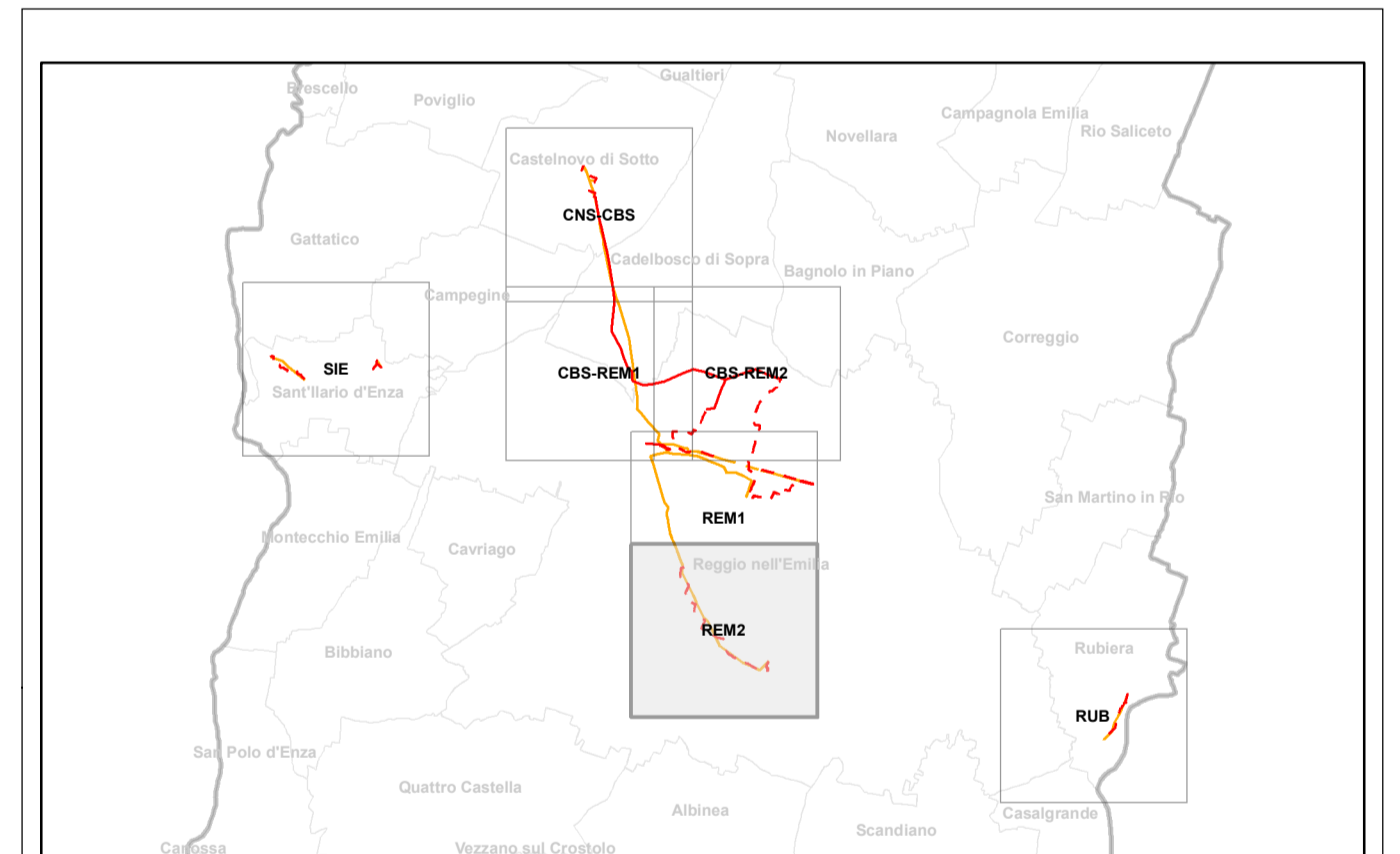 Gualtieri
Brescello
Poviglio
Campagnola Emilia
Rio Saliceto
Novellara
Castelnovo di Sotto
CNS-CBS
Gattatico
Cadelbosco di Sopra
Bagnolo in Piano
Campegine
Correggio
SIE
CBS-REM1
CBS-REM2
Sant'Ilario d'Enza
San Martino in Rio
REM1
Montecchio Emilia
Cavriago
Reggio nell'Emilia
REM2
Bibbiano
Rubiera
RUB
San Polo d'Enza
Quattro Castella
Albinea
Casalgrande
Scandiano
Canossa
Vezzano sul Crostolo